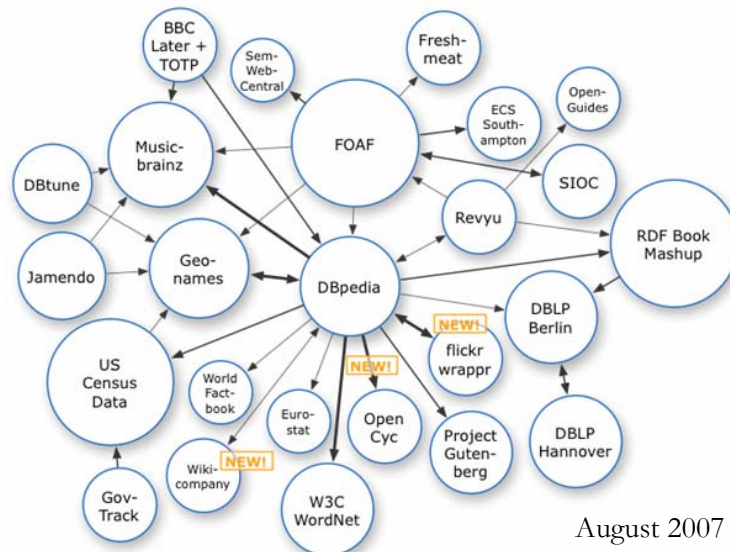 BBC
Later +
TOTP
Sem-
Web-
Central
Fresh-
meat
FOAF
ECS
South-
ampton
Open-
Guides
Music-
brainz
DBtune
SIOC
Revyu
RDF Book
Mashup
Jamendo
Geo-
names
DBpedia
DBLP
Berlin
NEW!
flickr
wrappr
US
Census
Data
World
Fact-
book
NEW!
Euro-
stat
Open
Cyc
Project
Guten-
berg
DBLP
Hannover
Wiki-
company
NEW!
Gov-
Track
W3C
WordNet
August 2007